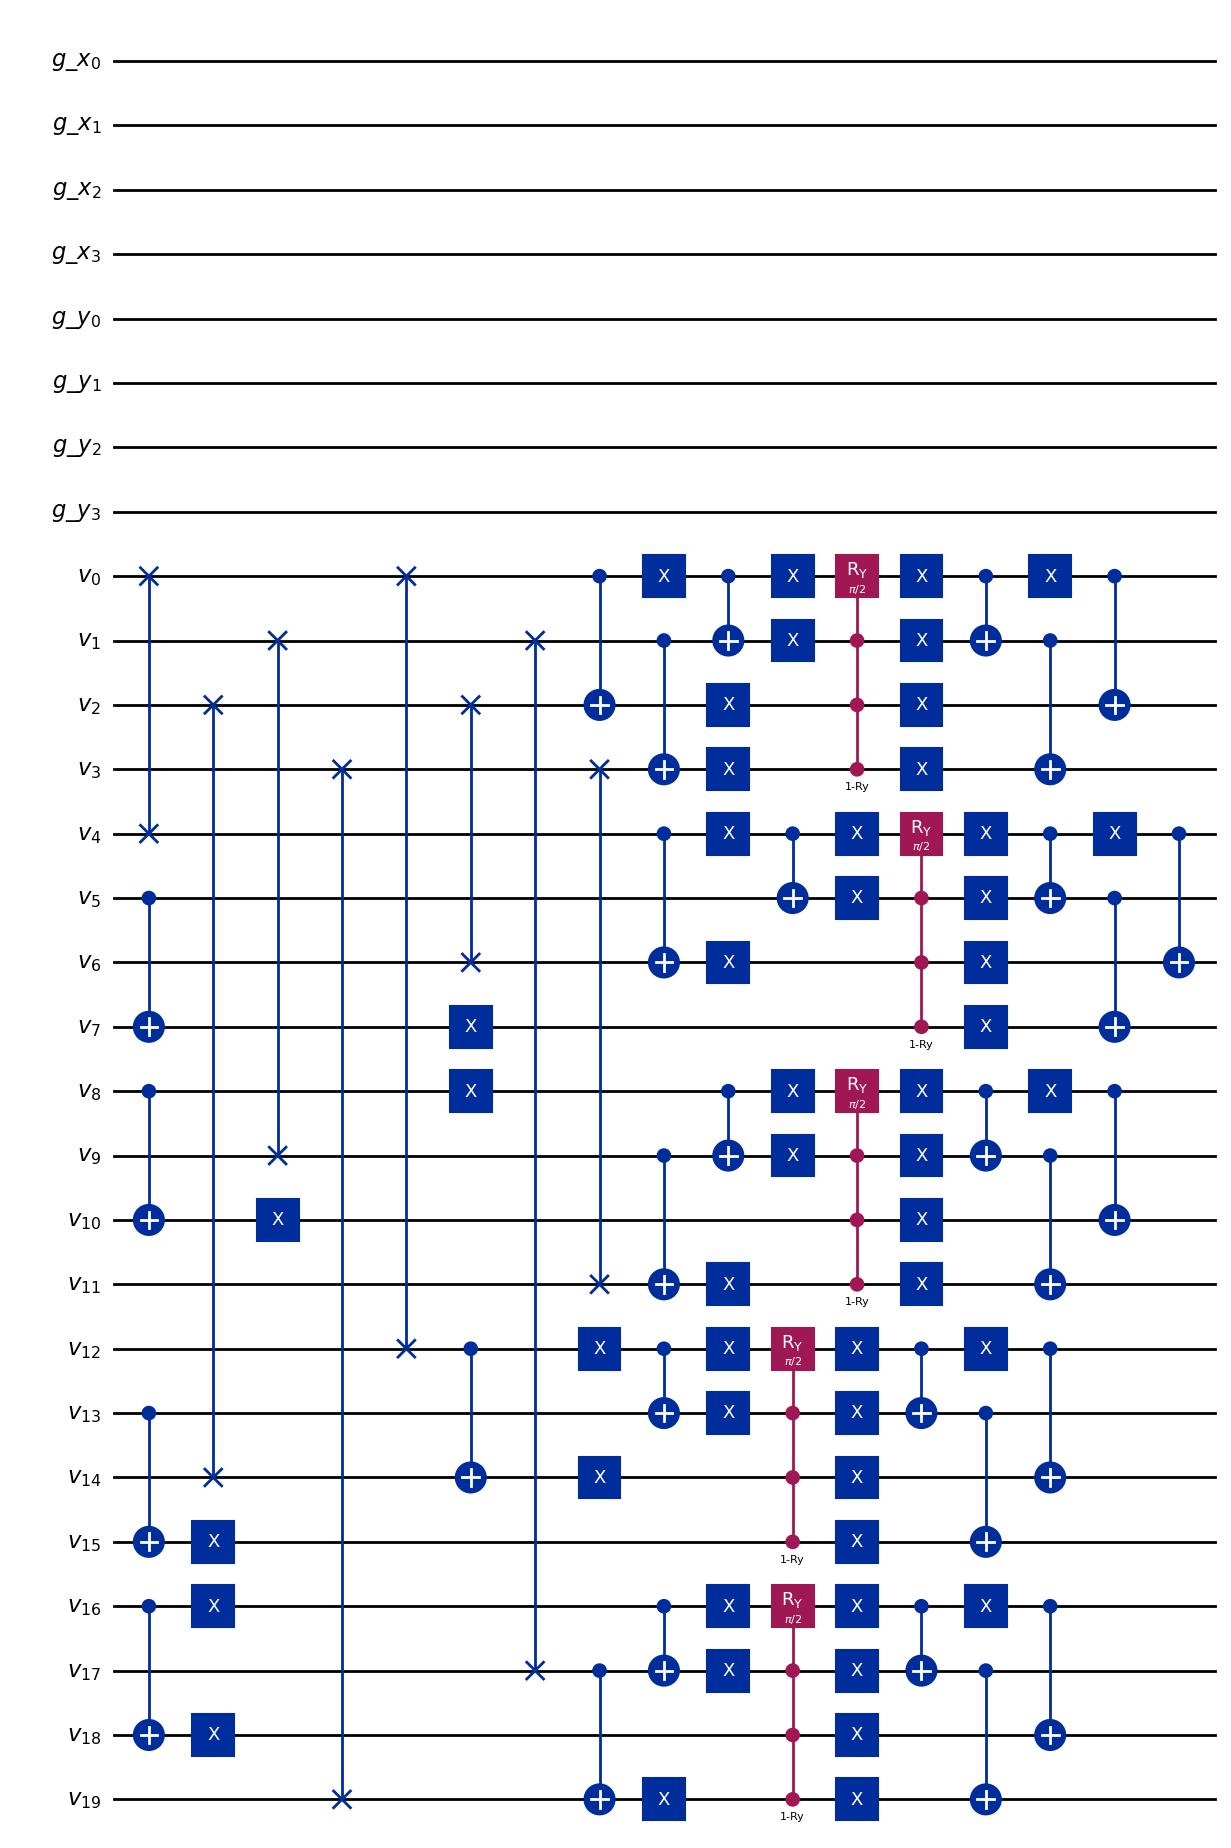 g_x0
g_x1
g_x2
g_x3
g_y0
g_y1
g_y2
g_y3
v0 X X RY π/2 X X
v1 X X
v2 X X
v3 X X
1-Ry
v4 X X RY π/2 X X
v5 X X
v6 X X
v7 X X
1-Ry
v8 X X RY π/2 X X
v9 X X
v10 X X
v11 X X
1-Ry
v12 X X RY π/2 X X
v13 X X
v14 X X
v15 X X
1-Ry
v16 X X RY π/2 X X
v17 X X
v18 X X
v19 X X
1-Ry